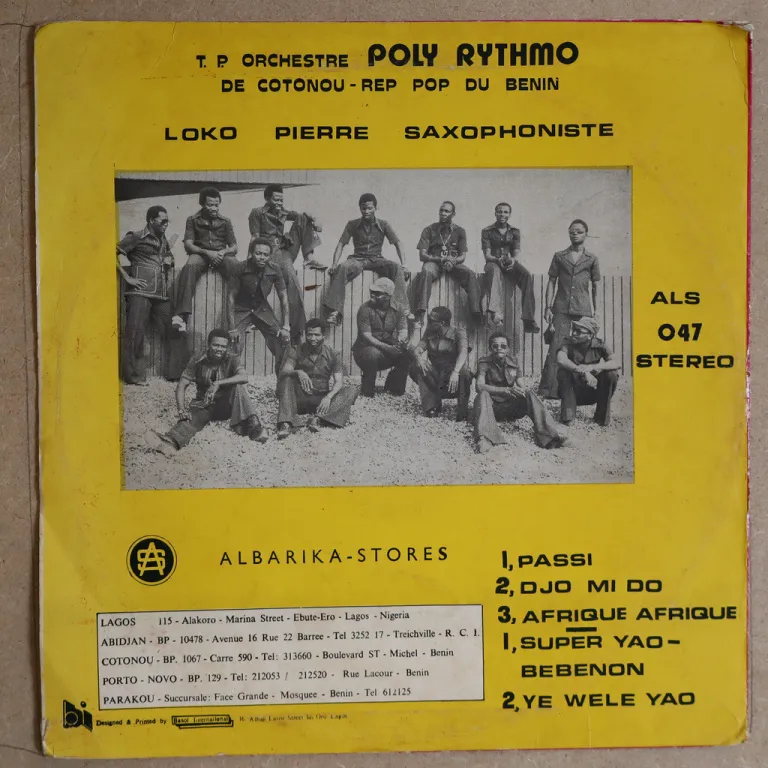 T. P. ORCHESTRE POLY RYTHMO
DE COTONOU - REP POP DU BENIN
LOKO PIERRE SAXOPHONISTE
ALS
047
STEREO
AS
ALBARIKA-STORES
1, PASSI
2, DJO MI DO
3, AFRIQUE AFRIQUE
1, SUPER YAO-
BEBENON
2, YE WELE YAO
LAGOS 115 - Alakoro - Marina Street - Ebute-Ero - Lagos - Nigeria
ABIDJAN - BP - 10478 - Avenue 16 Rue 22 Barree - Tel 3252 17 - Treichville - R. C. I.
COTONOU - BP. 1067 - Carre 590 - Tel: 313660 - Boulevard ST - Michel - Benin
PORTO - NOVO - BP. 129 - Tel: 212053 / 212520 - Rue Lacour - Benin
PARAKOU - Succursale: Face Grande - Mosquee - Benin - Tel 612125
bi Designed & Printed by International